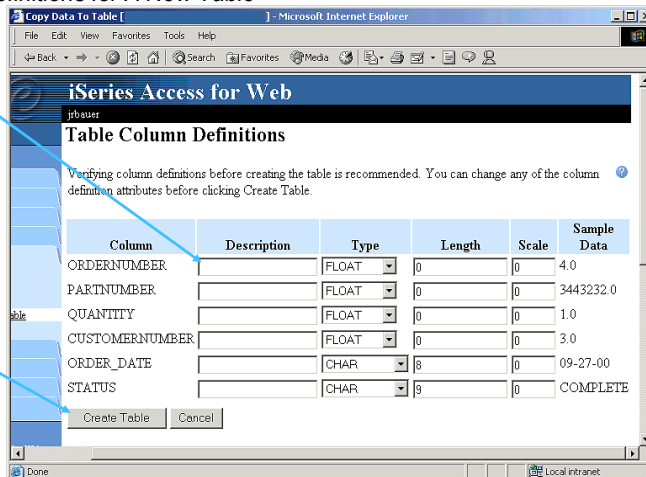 efinitions for A New Table
Copy Data To Table [ ] - Microsoft Internet Explorer
File Edit View Favorites Tools Help
Back Search Favorites Media
iSeries Access for Web
jrbauer
Table Column Definitions
Verifying column definitions before creating the table is recommended. You can change any of the column
definition attributes before clicking Create Table.
Column Description Type Length Scale Sample Data
ORDERNUMBER FLOAT 0 0 4.0
PARTNUMBER FLOAT 0 0 3443232.0
able
QUANTITY FLOAT 0 0 1.0
CUSTOMERNUMBER FLOAT 0 0 3.0
ORDER_DATE CHAR 8 0 09-27-00
STATUS CHAR 9 0 COMPLETE
Create Table Cancel
Done Local intranet